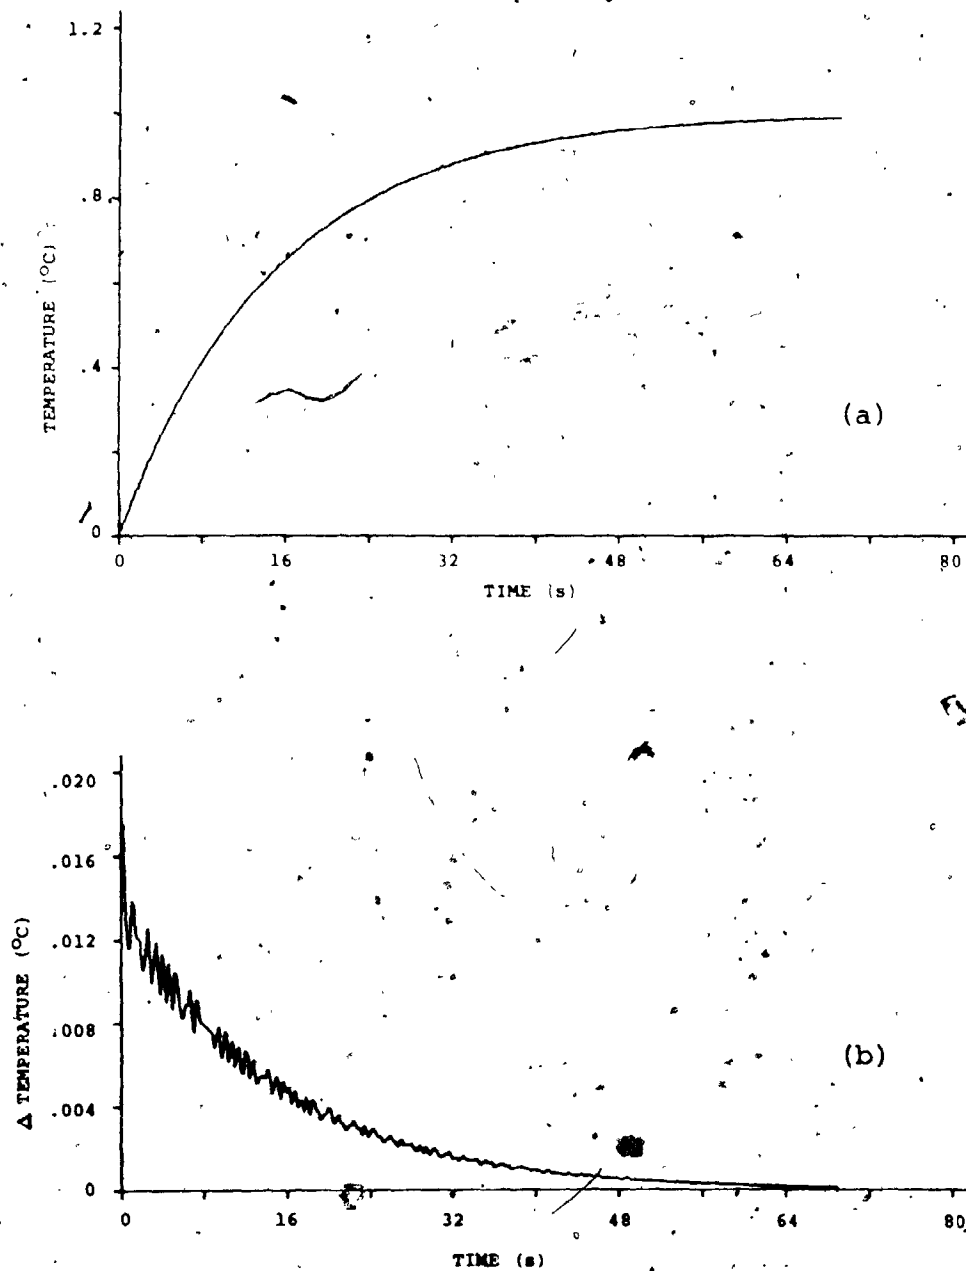 1.2
.8
.4
0
TEMPERATURE (°C)
0 16 32 48 64 80
TIME (s)
(a)
.020
.016
.012
.008
.004
0
Δ TEMPERATURE (°C)
0 16 32 48 64 80
TIME (s)
(b)